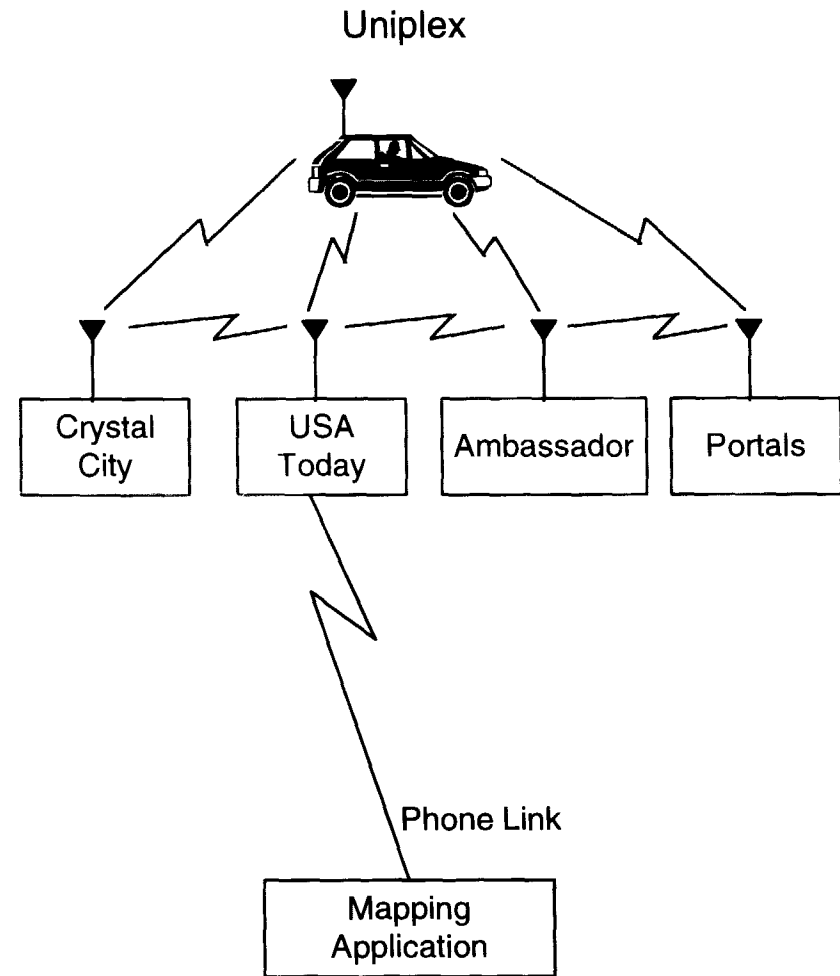 Uniplex
Crystal
City
USA
Today
Ambassador
Portals
Phone Link
Mapping
Application